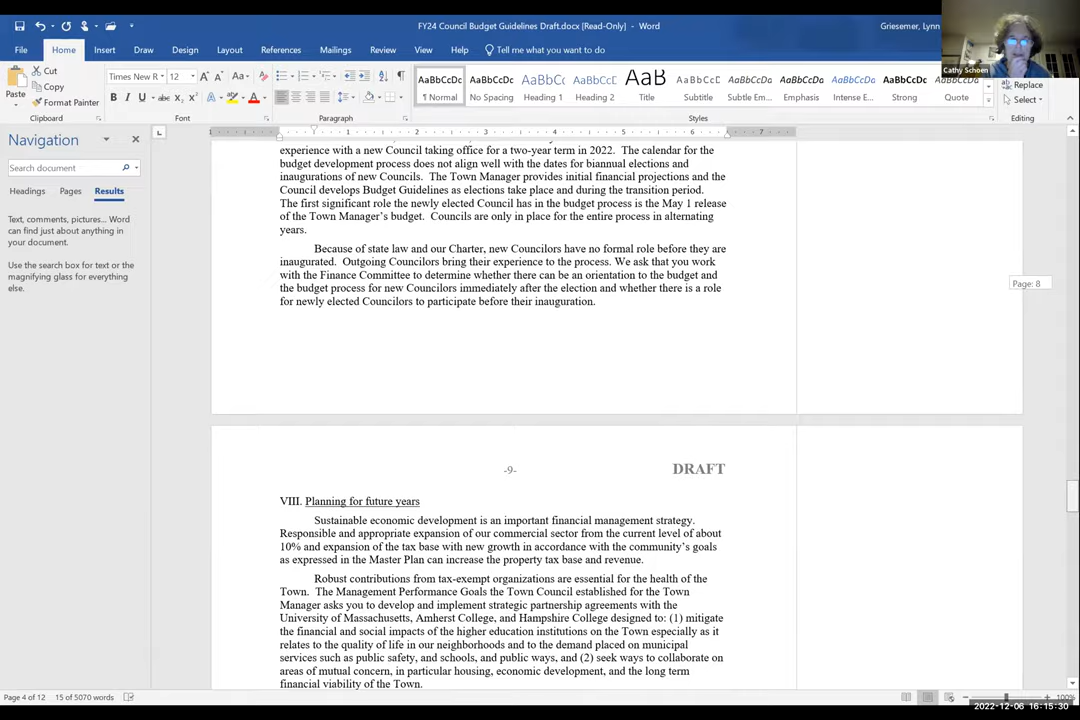 FY24 Council Budget Guidelines Draft.docx [Read-Only] - Word
Griesemer, Lynn
Cathy Schoen
File Home Insert Draw Design Layout References Mailings Review View Help Tell me what you want to do
Paste
Cut
Copy
Format Painter
Clipboard
Times New R 12
Font
Paragraph
AaBbCcDc AaBbCcDc AaBbC AaBbCcD AaB AaBbCcD AaBbCcDc AaBbCcDc AaBbCcDc AaBbCcDc AaBbCcDc
¶ Normal No Spacing Heading 1 Heading 2 Title Subtitle Subtle Em... Emphasis Intense E... Strong Quote
Styles
Replace
Select
Editing
Navigation
Search document
Headings Pages Results
Text, comments, pictures... Word
can find just about anything in
your document.
Use the search box for text or the
magnifying glass for everything
else.
experience with a new Council taking office for a two-year term in 2022. The calendar for the
budget development process does not align well with the dates for biannual elections and
inaugurations of new Councils. The Town Manager provides initial financial projections and the
Council develops Budget Guidelines as elections take place and during the transition period.
The first significant role the newly elected Council has in the budget process is the May 1 release
of the Town Manager's budget. Councils are only in place for the entire process in alternating
years.
Because of state law and our Charter, new Councilors have no formal role before they are
inaugurated. Outgoing Councilors bring their experience to the process. We ask that you work
with the Finance Committee to determine whether there can be an orientation to the budget and
the budget process for new Councilors immediately after the election and whether there is a role
for newly elected Councilors to participate before their inauguration.
Page: 8
-9- DRAFT
VIII. Planning for future years
Sustainable economic development is an important financial management strategy.
Responsible and appropriate expansion of our commercial sector from the current level of about
10% and expansion of the tax base with new growth in accordance with the community's goals
as expressed in the Master Plan can increase the property tax base and revenue.
Robust contributions from tax-exempt organizations are essential for the health of the
Town. The Management Performance Goals the Town Council established for the Town
Manager asks you to develop and implement strategic partnership agreements with the
University of Massachusetts, Amherst College, and Hampshire College designed to: (1) mitigate
the financial and social impacts of the higher education institutions on the Town especially as it
relates to the quality of life in our neighborhoods and to the demand placed on municipal
services such as public safety, and schools, and public ways, and (2) seek ways to collaborate on
areas of mutual concern, in particular housing, economic development, and the long term
financial viability of the Town.
Page 4 of 12 15 of 5070 words
100%
2022-12-06 16:15:30